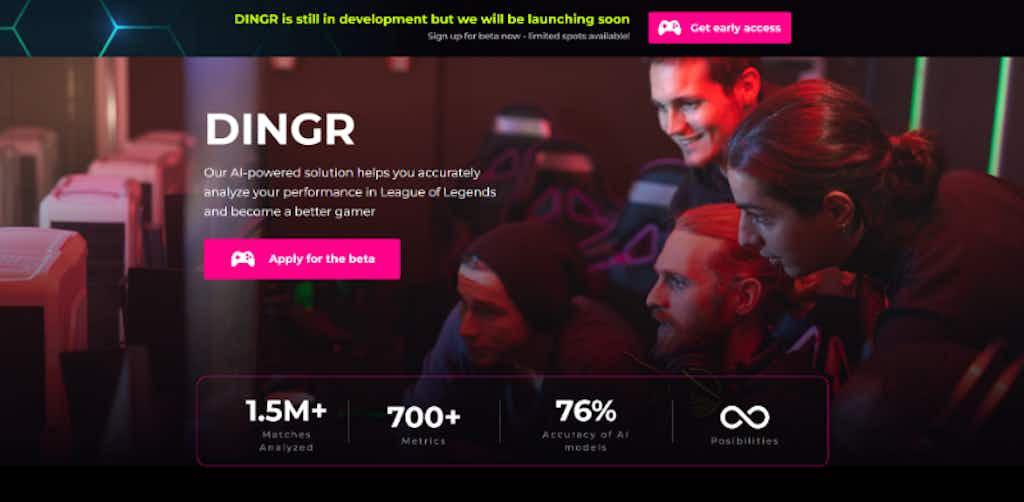 DINGR is still in development but we will be launching soon
Sign up for beta now - limited spots available!
Get early access
DINGR
Our AI-powered solution helps you accurately
analyze your performance in League of Legends
and become a better gamer
Apply for the beta
1.5M+
Matches
Analyzed
700+
Metrics
76%
Accuracy of AI
models
Posibilities